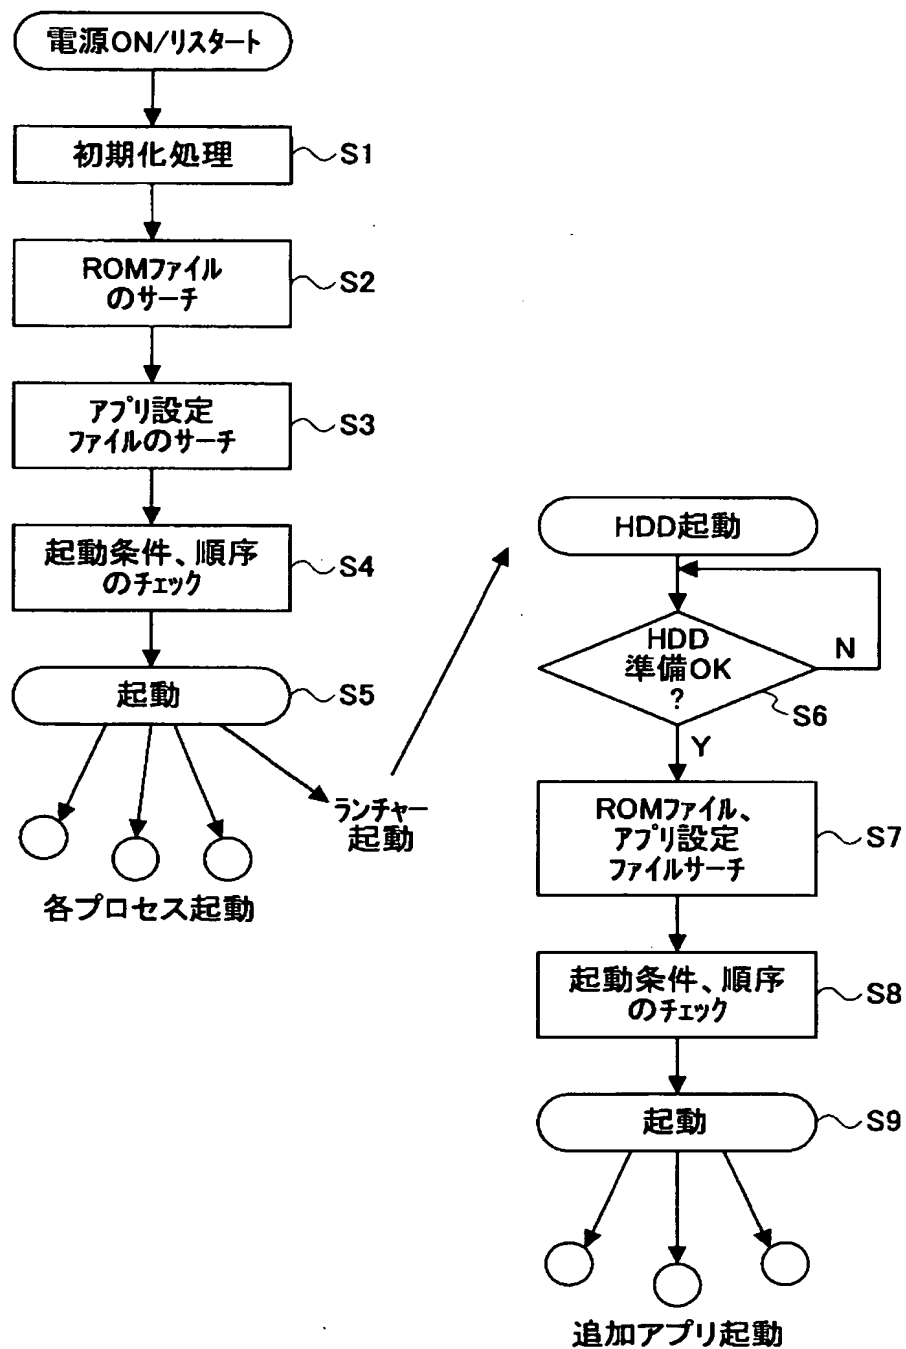 電源ON/リスタート
初期化処理
S1
ROMファイル
のサーチ
S2
アプリ設定
ファイルのサーチ
S3
起動条件、順序
のチェック
S4
起動
S5
ランチャー
起動
各プロセス起動
HDD起動
HDD
準備OK
?
N
S6
Y
ROMファイル、
アプリ設定
ファイルサーチ
S7
起動条件、順序
のチェック
S8
起動
S9
追加アプリ起動